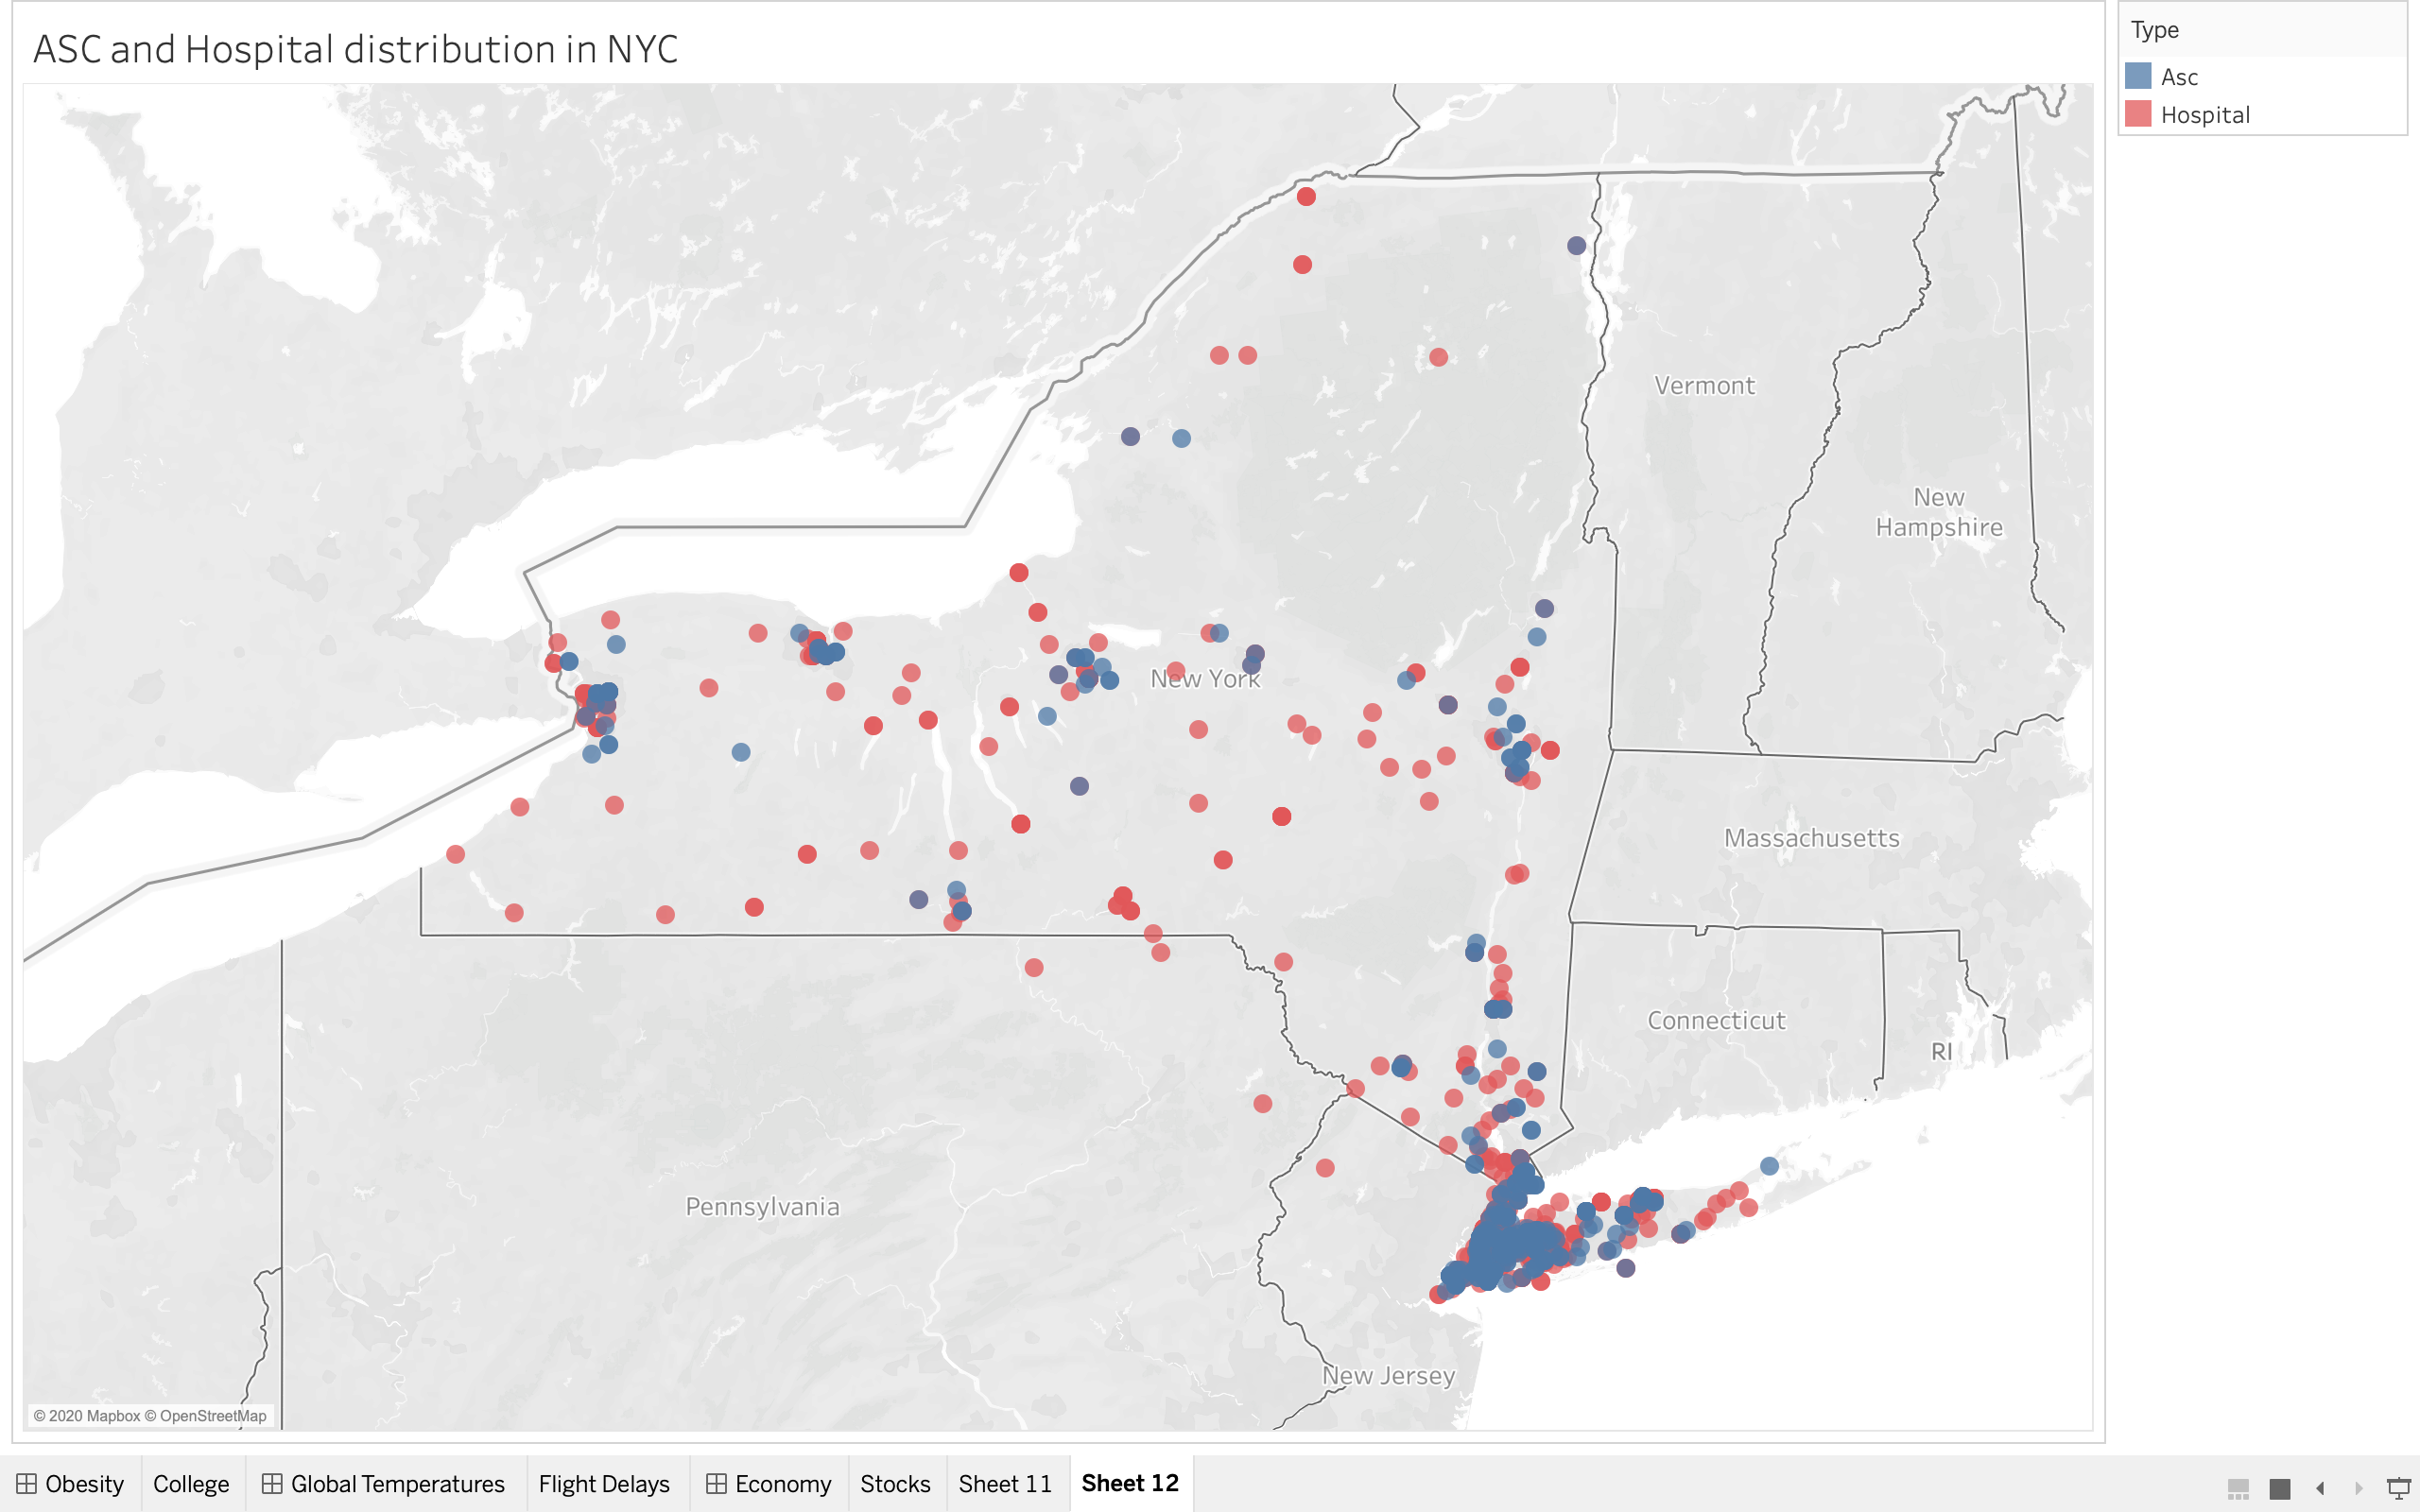 ASC and Hospital distribution in NYC
Type
Asc
Hospital
Vermont
New
Hampshire
New York
Massachusetts
Connecticut
RI
Pennsylvania
New Jersey
© 2020 Mapbox © OpenStreetMap
Obesity College Global Temperatures Flight Delays Economy Stocks Sheet 11 Sheet 12